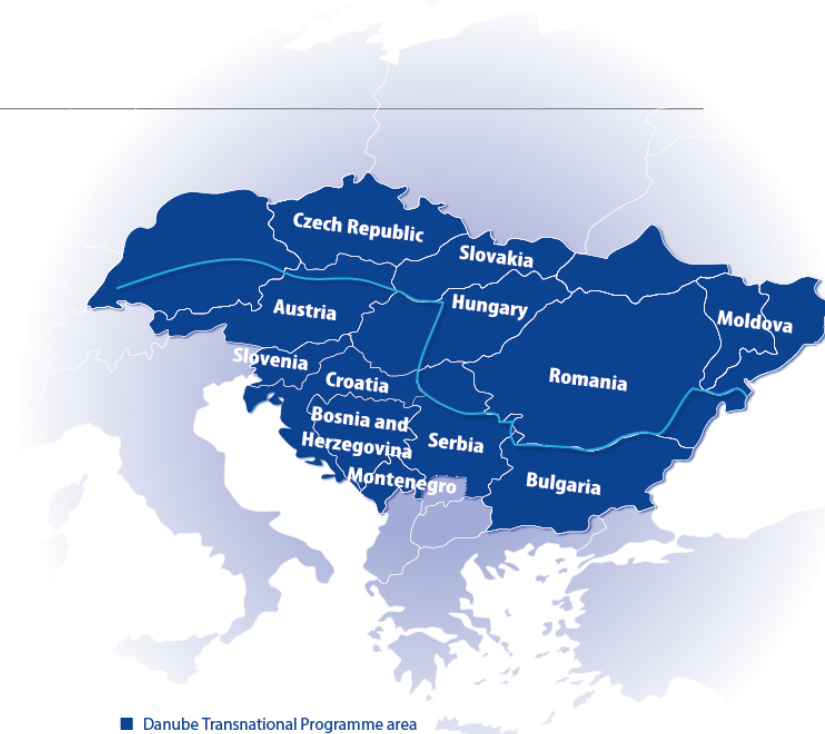 Czech Republic
Slovakia
Hungary
Austria
Moldova
Slovenia
Croatia
Romania
Bosnia and
Herzegovina
Serbia
Montenegro
Bulgaria
Danube Transnational Programme area